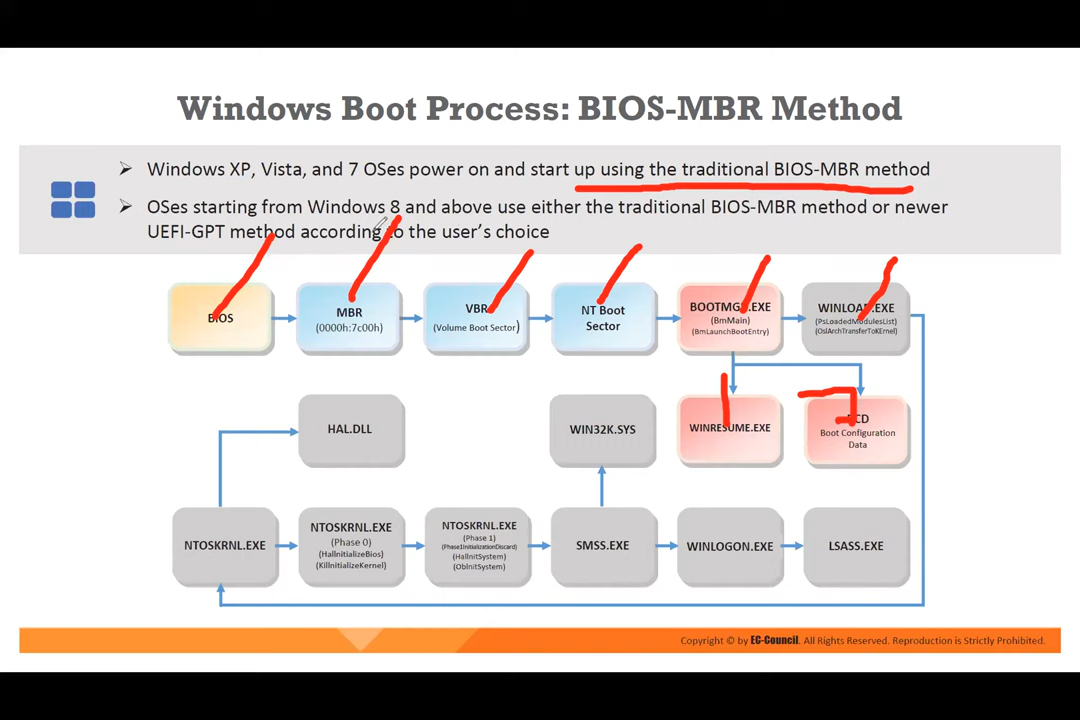 Windows Boot Process: BIOS-MBR Method
Windows XP, Vista, and 7 OSes power on and start up using the traditional BIOS-MBR method
OSes starting from Windows 8 and above use either the traditional BIOS-MBR method or newer
UEFI-GPT method according to the user's choice
BIOS
MBR
(0000h:7c00h)
VBR
(Volume Boot Sector)
NT Boot
Sector
BOOTMGR.EXE
(BmMain)
(BmLaunchBootEntry)
WINLOAD.EXE
(PsLoadedModulesList)
(OslArchTransferToKErnel)
HAL.DLL
WIN32K.SYS
WINRESUME.EXE
BCD
Boot Configuration
Data
NTOSKRNL.EXE
NTOSKRNL.EXE
(Phase 0)
(HalInitializeBios)
(KillnitializeKernel)
NTOSKRNL.EXE
(Phase 1)
(Phase1InitializationDiscard)
(HalInitSystem)
(ObInitSystem)
SMSS.EXE
WINLOGON.EXE
LSASS.EXE
Copyright © by EC-Council. All Rights Reserved. Reproduction is Strictly Prohibited.